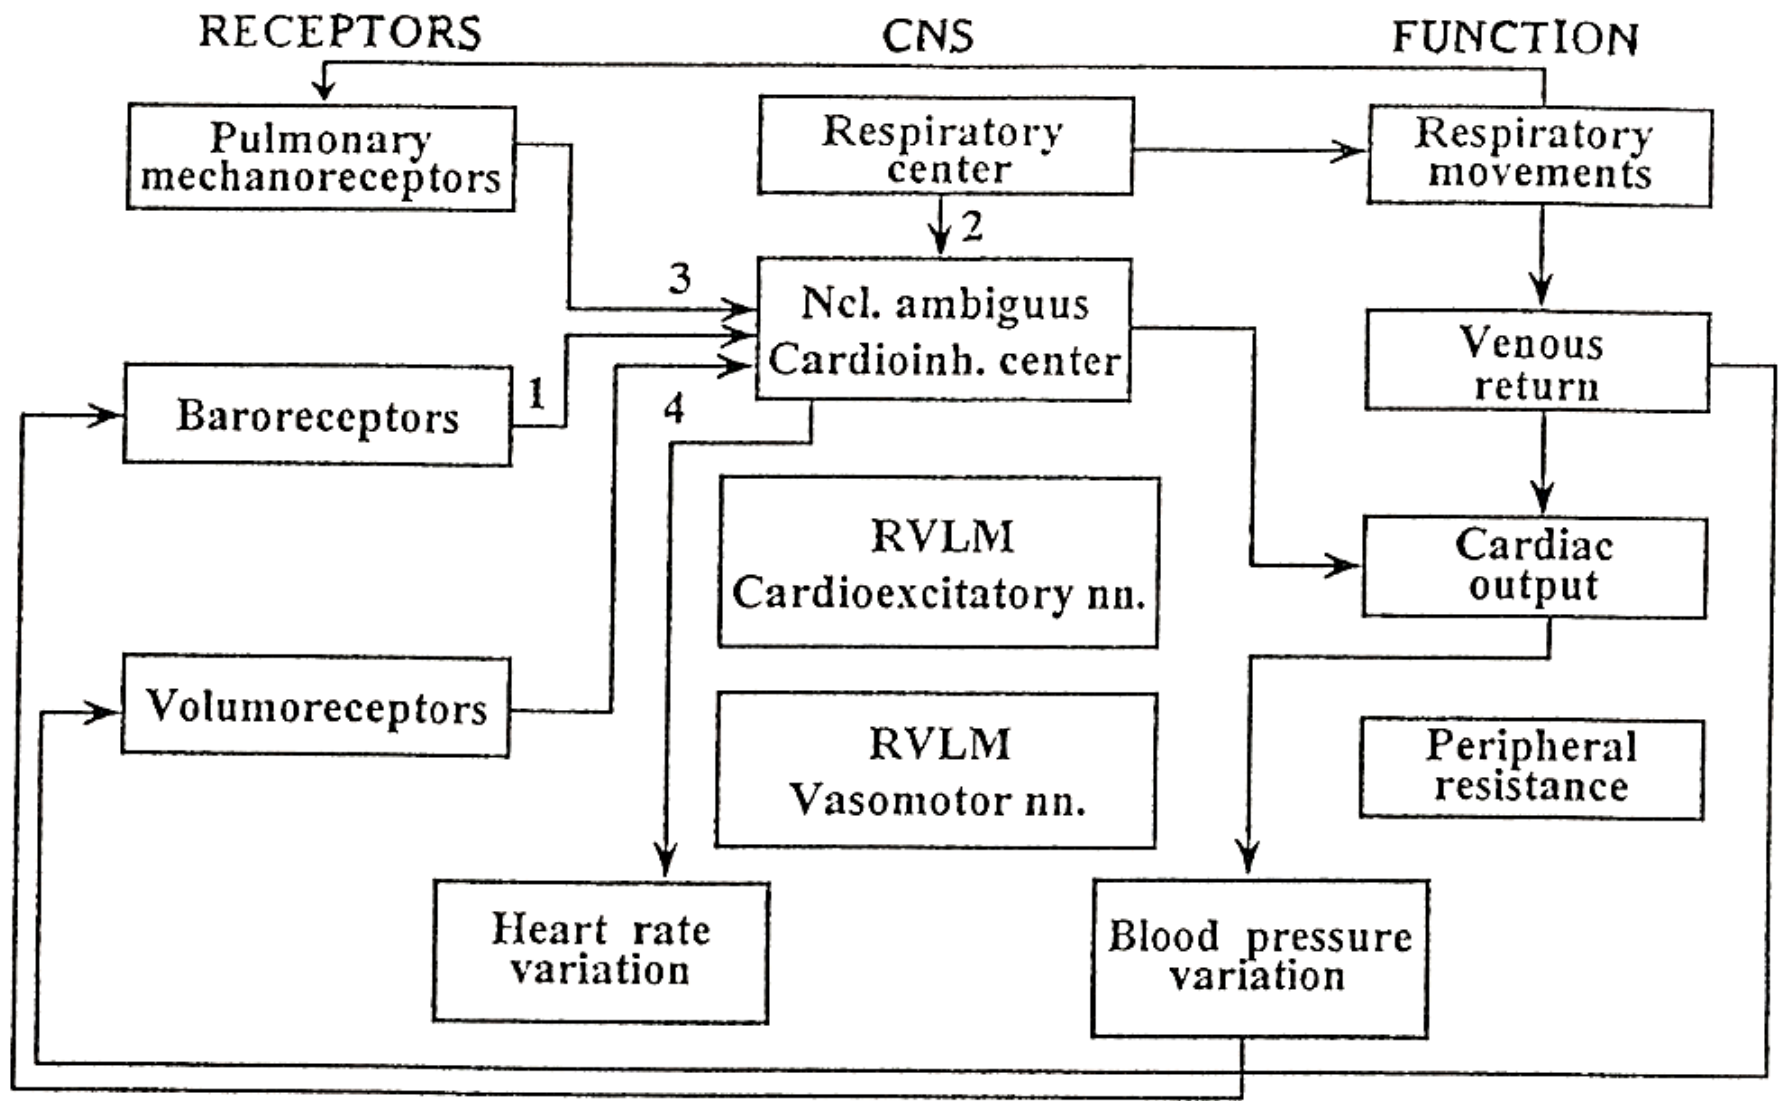 RECEPTORS
CNS
FUNCTION
Pulmonary
mechanoreceptors
Respiratory
center
Respiratory
movements
2
3
Ncl. ambiguus
Cardioinh. center
Venous
return
Baroreceptors
1
4
RVLM
Cardioexcitatory nn.
Cardiac
output
Volumoreceptors
RVLM
Vasomotor nn.
Peripheral
resistance
Heart rate
variation
Blood pressure
variation